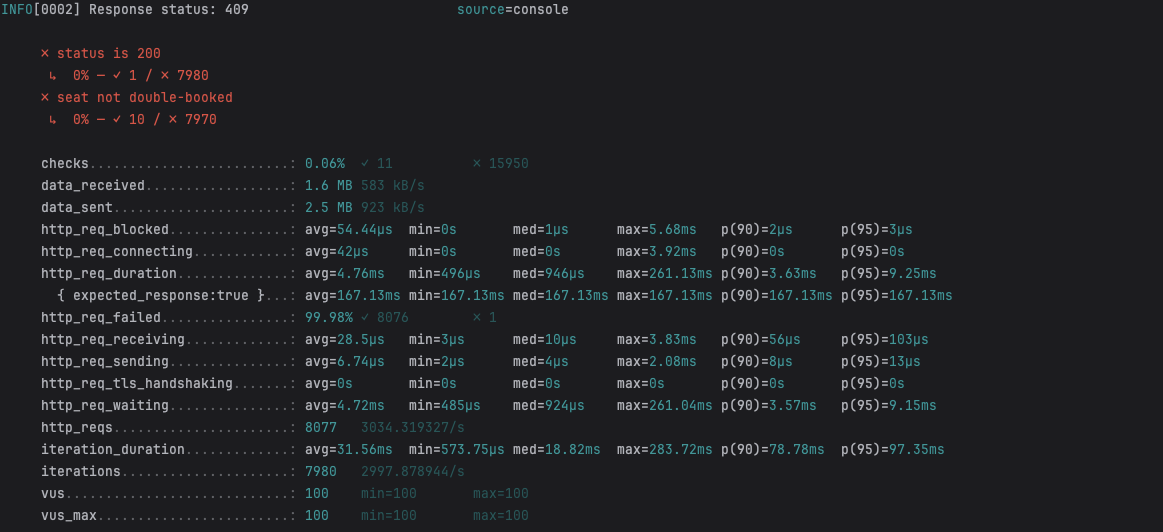 INFO[0002] Response status: 409                          source=console
✗ status is 200
↳  0% — ✓ 1 / ✗ 7980
✗ seat not double-booked
↳  0% — ✓ 10 / ✗ 7970
checks.........................: 0.06%  ✓ 11          ✗ 15950
data_received..................: 1.6 MB 583 kB/s
data_sent......................: 2.5 MB 923 kB/s
http_req_blocked...............: avg=54.44µs  min=0s       med=1µs      max=5.68ms   p(90)=2µs      p(95)=3µs
http_req_connecting............: avg=42µs     min=0s       med=0s       max=3.92ms   p(90)=0s       p(95)=0s
http_req_duration..............: avg=4.76ms   min=496µs    med=946µs    max=261.13ms p(90)=3.63ms   p(95)=9.25ms
{ expected_response:true }...: avg=167.13ms min=167.13ms med=167.13ms max=167.13ms p(90)=167.13ms p(95)=167.13ms
http_req_failed................: 99.98% ✓ 8076        ✗ 1
http_req_receiving.............: avg=28.5µs   min=3µs      med=10µs     max=3.83ms   p(90)=56µs     p(95)=103µs
http_req_sending...............: avg=6.74µs   min=2µs      med=4µs      max=2.08ms   p(90)=8µs      p(95)=13µs
http_req_tls_handshaking.......: avg=0s       min=0s       med=0s       max=0s       p(90)=0s       p(95)=0s
http_req_waiting...............: avg=4.72ms   min=485µs    med=924µs    max=261.04ms p(90)=3.57ms   p(95)=9.15ms
http_reqs......................: 8077   3034.319327/s
iteration_duration.............: avg=31.56ms  min=573.75µs med=18.82ms  max=283.72ms p(90)=78.78ms  p(95)=97.35ms
iterations.....................: 7980   2997.878944/s
vus............................: 100    min=100       max=100
vus_max........................: 100    min=100       max=100